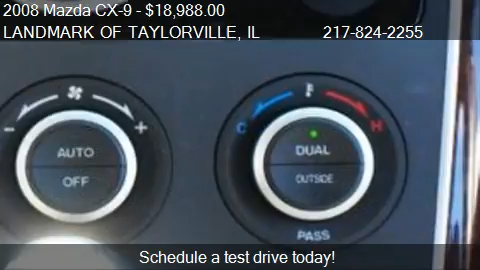 2008 Mazda CX-9 - $18,988.00
LANDMARK OF TAYLORVILLE, IL 217-824-2255
- +
AUTO
OFF
C H
DUAL
OUTSIDE
PASS
Schedule a test drive today!